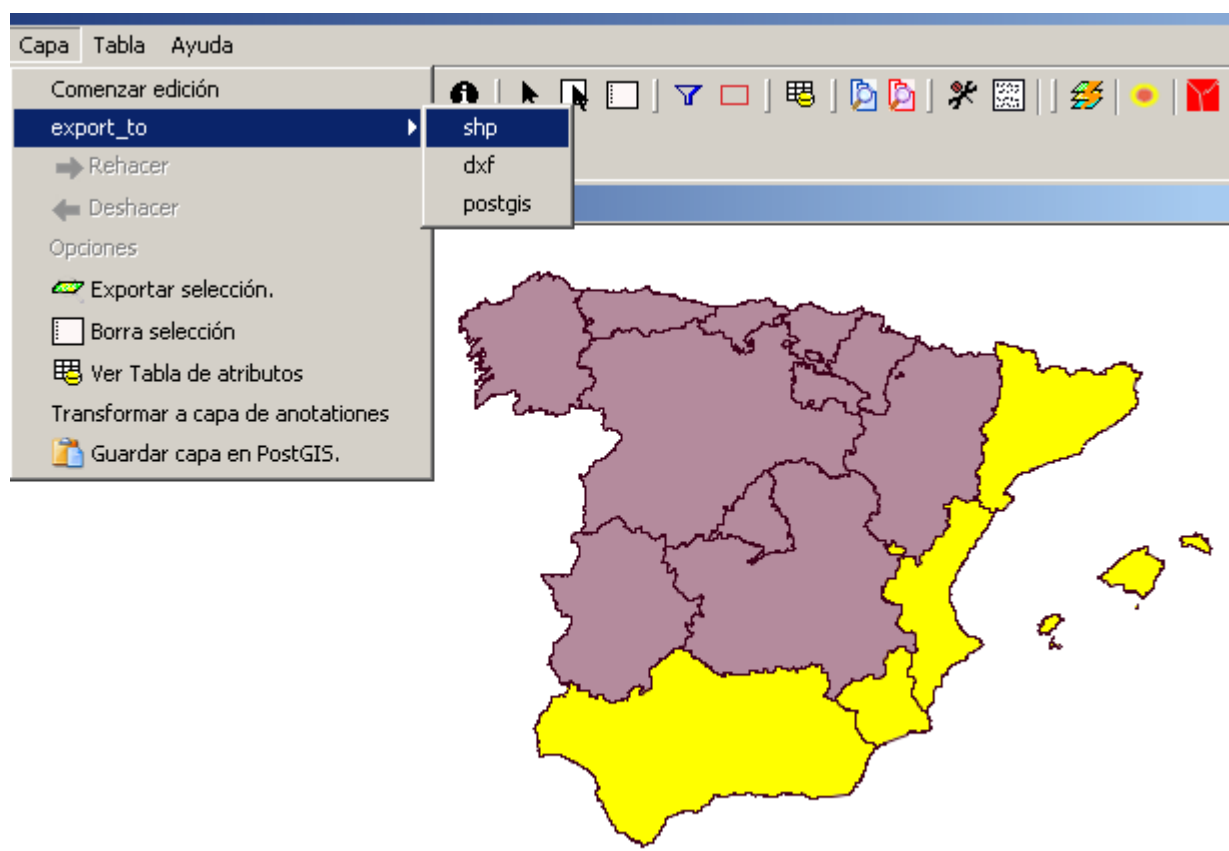 Capa Tabla Ayuda
Comenzar edición
export_to
shp
Rehacer
dxf
Deshacer
postgis
Opciones
Exportar selección.
Borra selección
Ver Tabla de atributos
Transformar a capa de anotationes
Guardar capa en PostGIS.